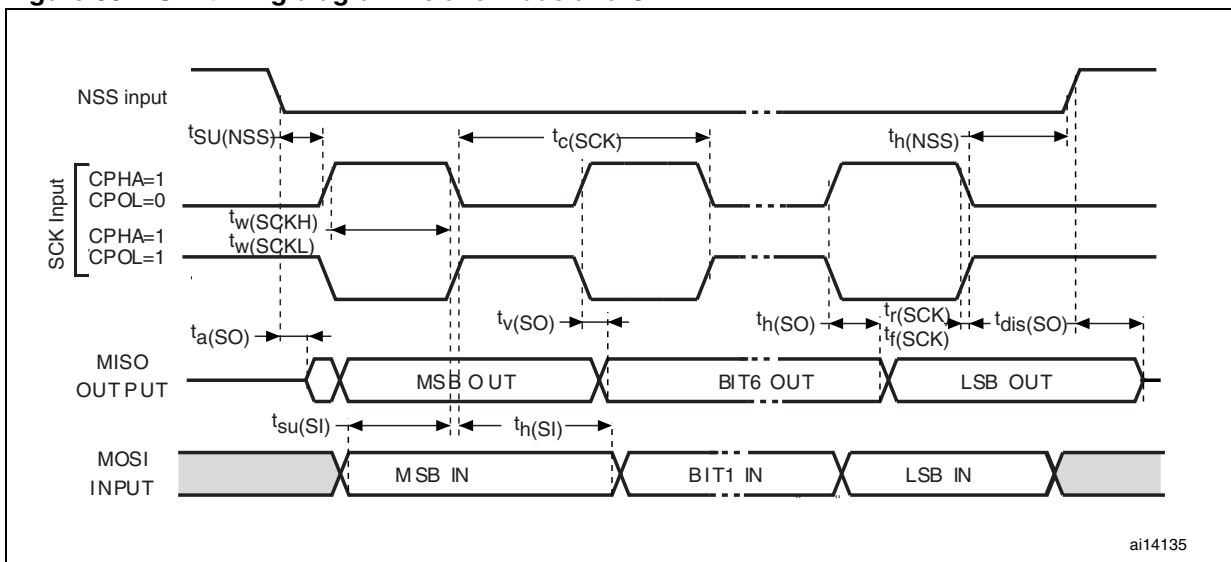 NSS input
tSU(NSS)
tc(SCK)
th(NSS)
SCK Input
CPHA=1
CPOL=0
tw(SCKH)
CPHA=1
tw(SCKL)
CPOL=1
ta(SO)
tv(SO)
th(SO)
tr(SCK)
tf(SCK)
tdis(SO)
MISO
OUTPUT
MSB OUT
BIT6 OUT
LSB OUT
tsu(SI)
th(SI)
MOSI
INPUT
MSB IN
BIT1 IN
LSB IN
ai14135